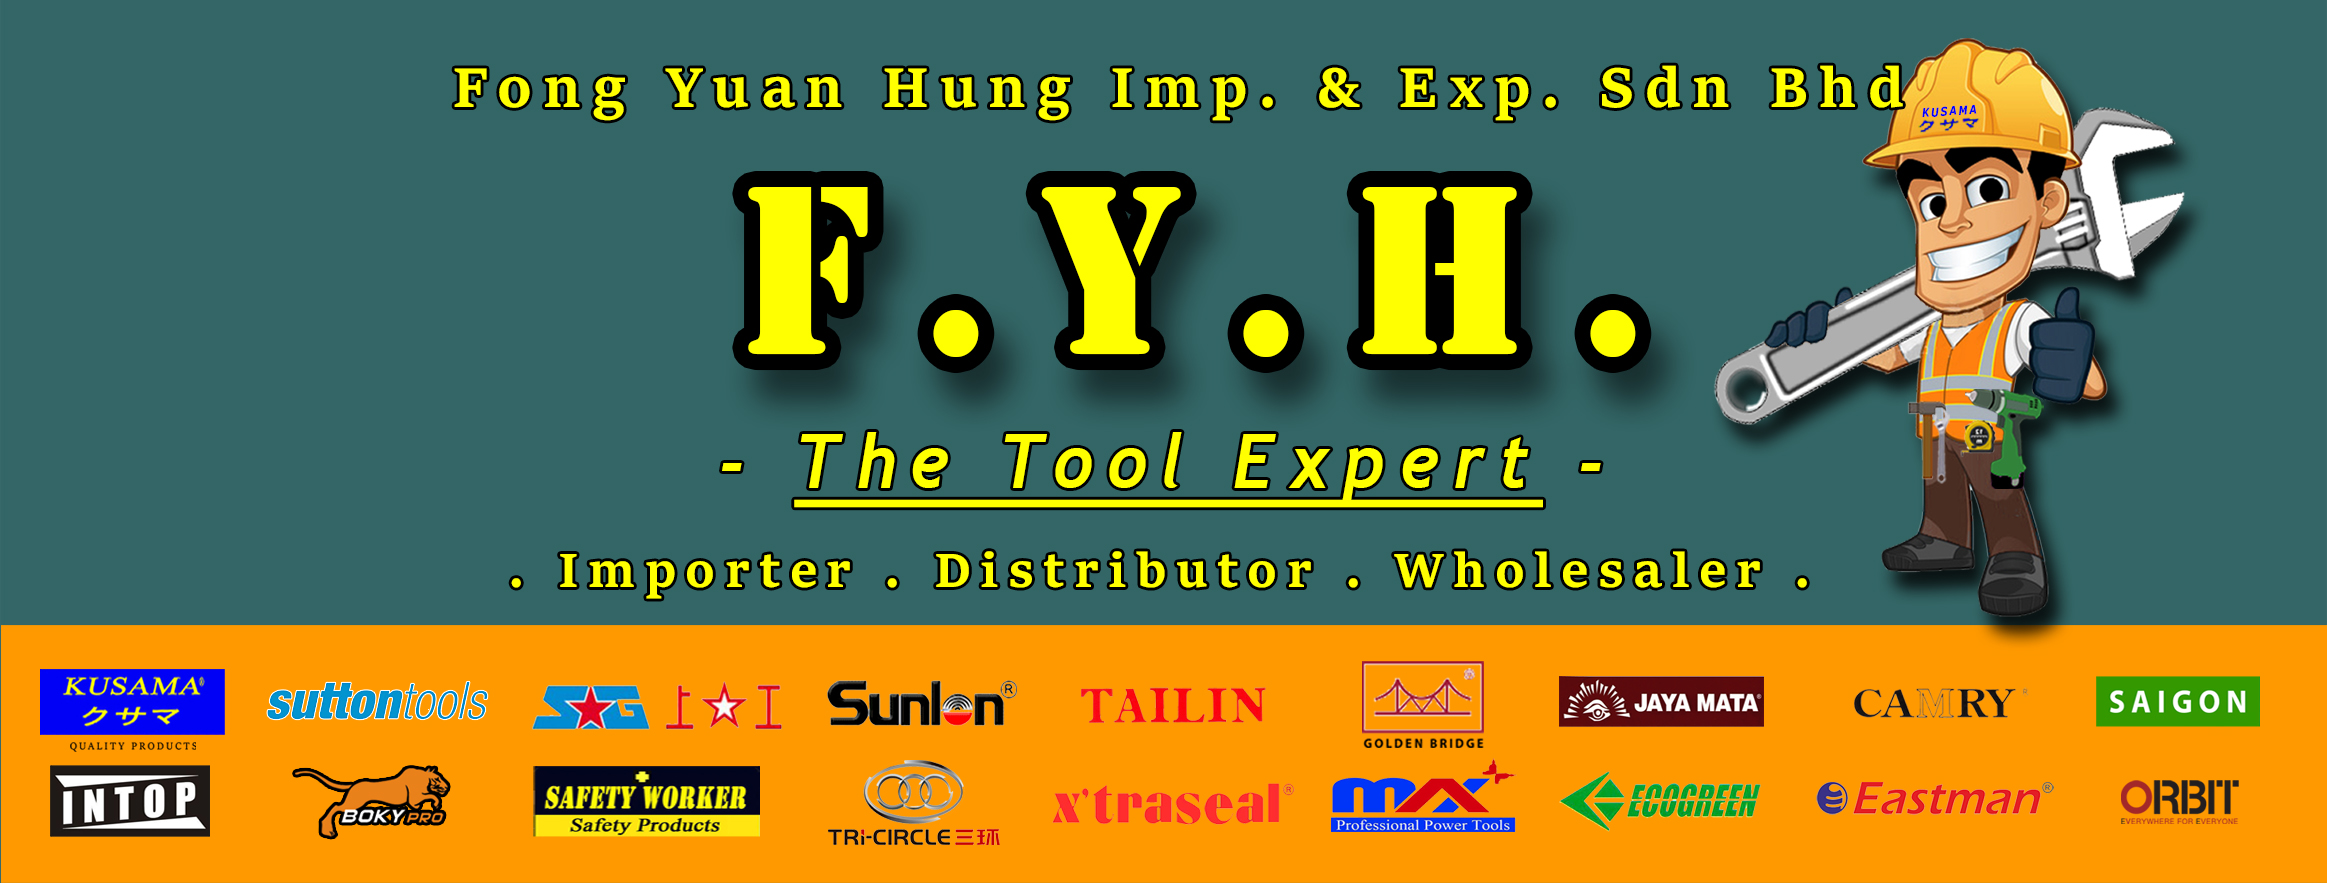 Fong Yuan Hung Imp. & Exp. Sdn Bhd
KUSAMA
クサマ
F.Y.H.
- The Tool Expert -
. Importer . Distributor . Wholesaler .
KUSAMA®
クサマ
QUALITY PRODUCTS
suttontools
SG 上工
Sunlon®
TAILIN
GOLDEN BRIDGE
JAYA MATA®
CAMRY®
SAIGON
INTOP
BOKYPRO
SAFETY WORKER
Safety Products
TRI-CIRCLE 三环
x'traseal®
MAX
Professional Power Tools
ECOGREEN
Eastman®
ORBIT
EVERYWHERE FOR EVERYONE